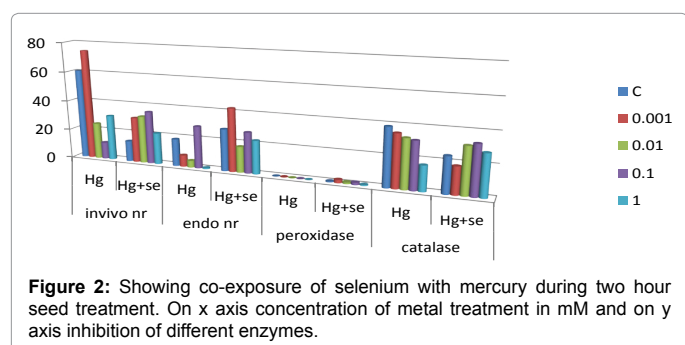 80
60
40
20
0
Hg
Hg+se
Hg
Hg+se
Hg
Hg+se
Hg
Hg+se
invivo nr
endo nr
peroxidase
catalase
C
0.001
0.01
0.1
1
Figure 2: Showing co-exposure of selenium with mercury during two hour
seed treatment. On x axis concentration of metal treatment in mM and on y
axis inhibition of different enzymes.